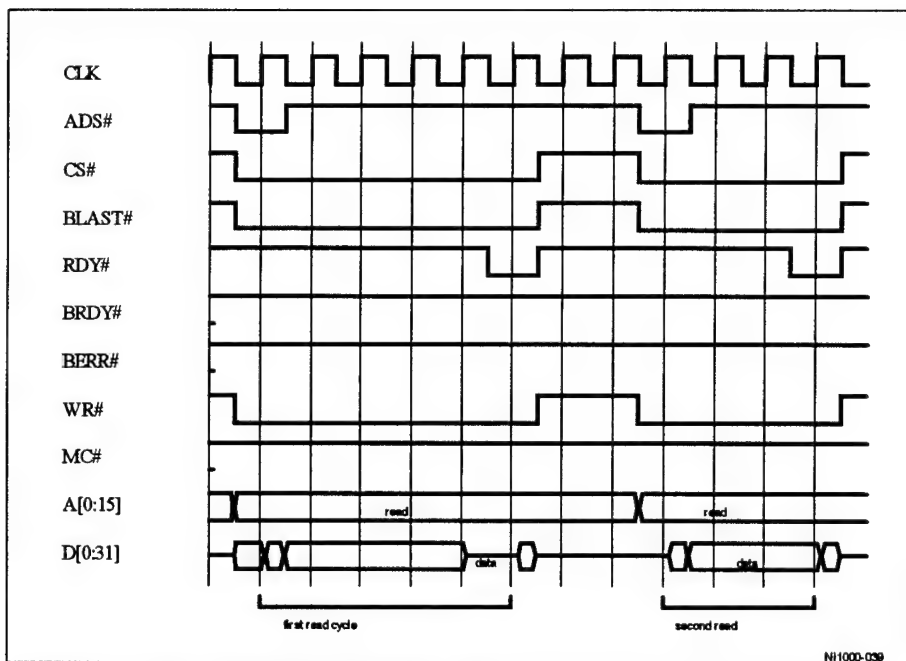 CLK
ADS#
CS#
BLAST#
RDY#
BRDY#
BERR#
WR#
MC#
A[0:15] read read
D[0:31] data data
first read cycle second read
Ni1000-039